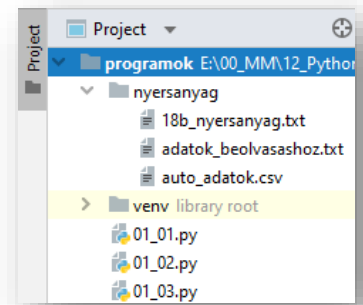 Project
Project
programok E:\00_MM\12_Python
nyersanyag
18b_nyersanyag.txt
adatok_beolvasashoz.txt
auto_adatok.csv
venv library root
01_01.py
01_02.py
01_03.py